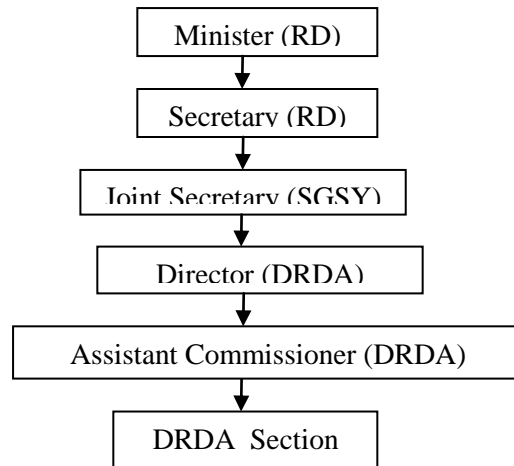 Minister (RD)
Secretary (RD)
Joint Secretary (SGSY)
Director (DRDA)
Assistant Commissioner (DRDA)
DRDA Section